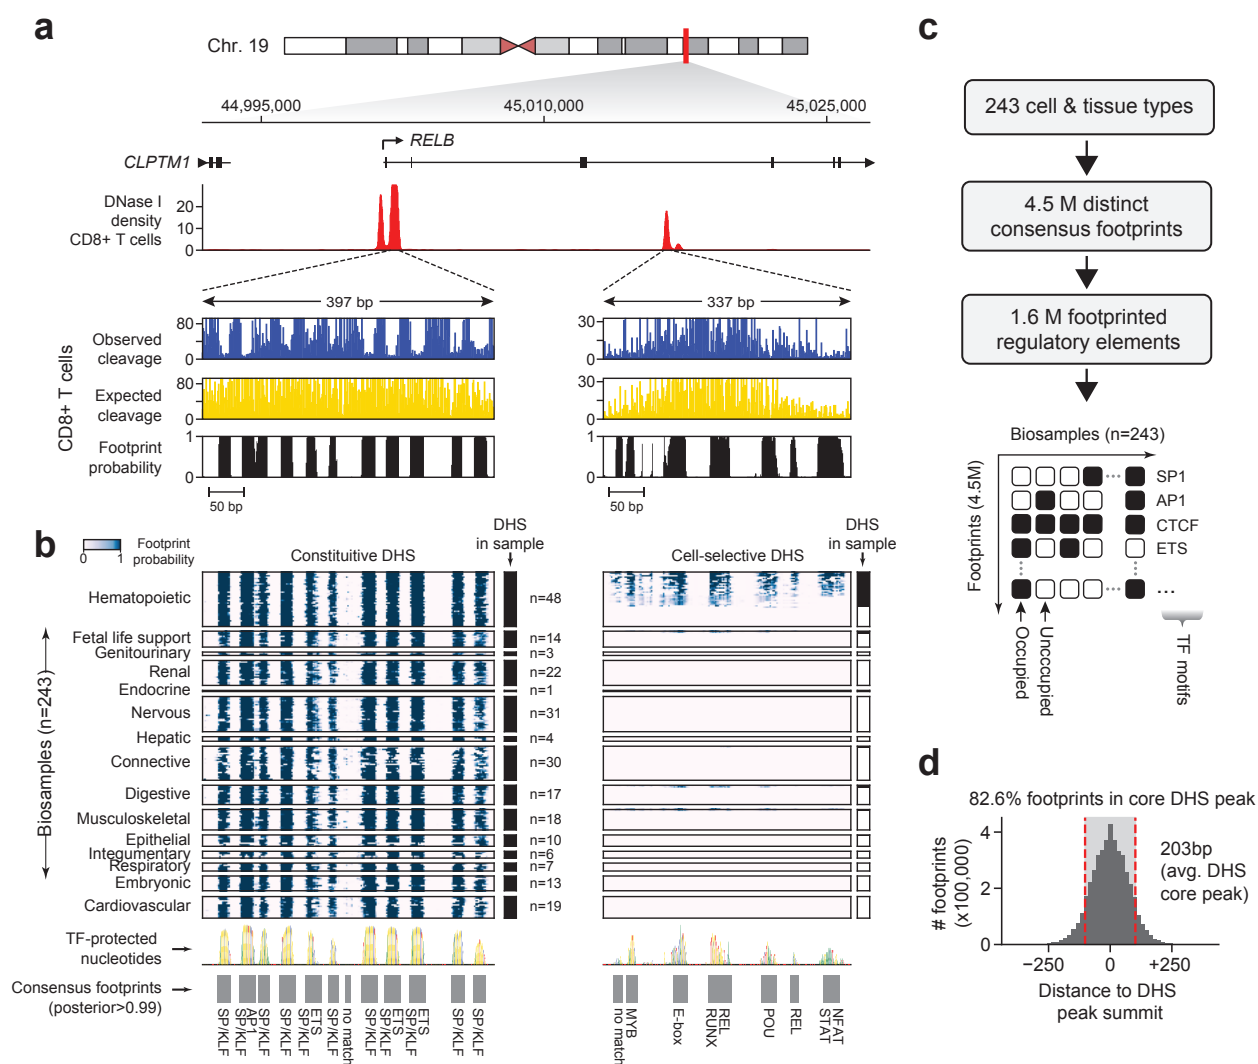 a
Chr. 19
44,995,000
45,010,000
45,025,000
RELB
CLPTM1
DNase I
density
CD8+ T cells
20
10
0
397 bp
337 bp
CD8+ T cells
Observed
cleavage
80
0
30
0
Expected
cleavage
80
0
30
0
Footprint
probability
1
0
1
0
50 bp
50 bp
b
0
1
Footprint
probability
Constitutive DHS
DHS
in sample
Cell-selective DHS
DHS
in sample
Biosamples (n=243)
Hematopoietic
n=48
Fetal life support
n=14
Genitourinary
n=3
Renal
n=22
Endocrine
n=1
Nervous
n=31
Hepatic
n=4
Connective
n=30
Digestive
n=17
Musculoskeletal
n=18
Epithelial
n=10
Integumentary
n=6
Respiratory
n=7
Embryonic
n=13
Cardiovascular
n=19
TF-protected
nucleotides
Consensus footprints
(posterior>0.99)
SP/KLF
SP/KLF
AP1
SP/KLF
SP/KLF
SP/KLF
ETS
no match
SP/KLF
SP/KLF
ETS
SP/KLF
ETS
SP/KLF
SP/KLF
no match
MYB
E-box
RUNX
REL
POU
REL
STAT
NFAT
c
243 cell & tissue types
4.5 M distinct
consensus footprints
1.6 M footprinted
regulatory elements
Biosamples (n=243)
Footprints (4.5M)
SP1
AP1
CTCF
ETS
...
Occupied
Unoccupied
TF motifs
d
82.6% footprints in core DHS peak
# footprints
(x100,000)
4
2
0
203bp
(avg. DHS
core peak)
−250
0
+250
Distance to DHS
peak summit